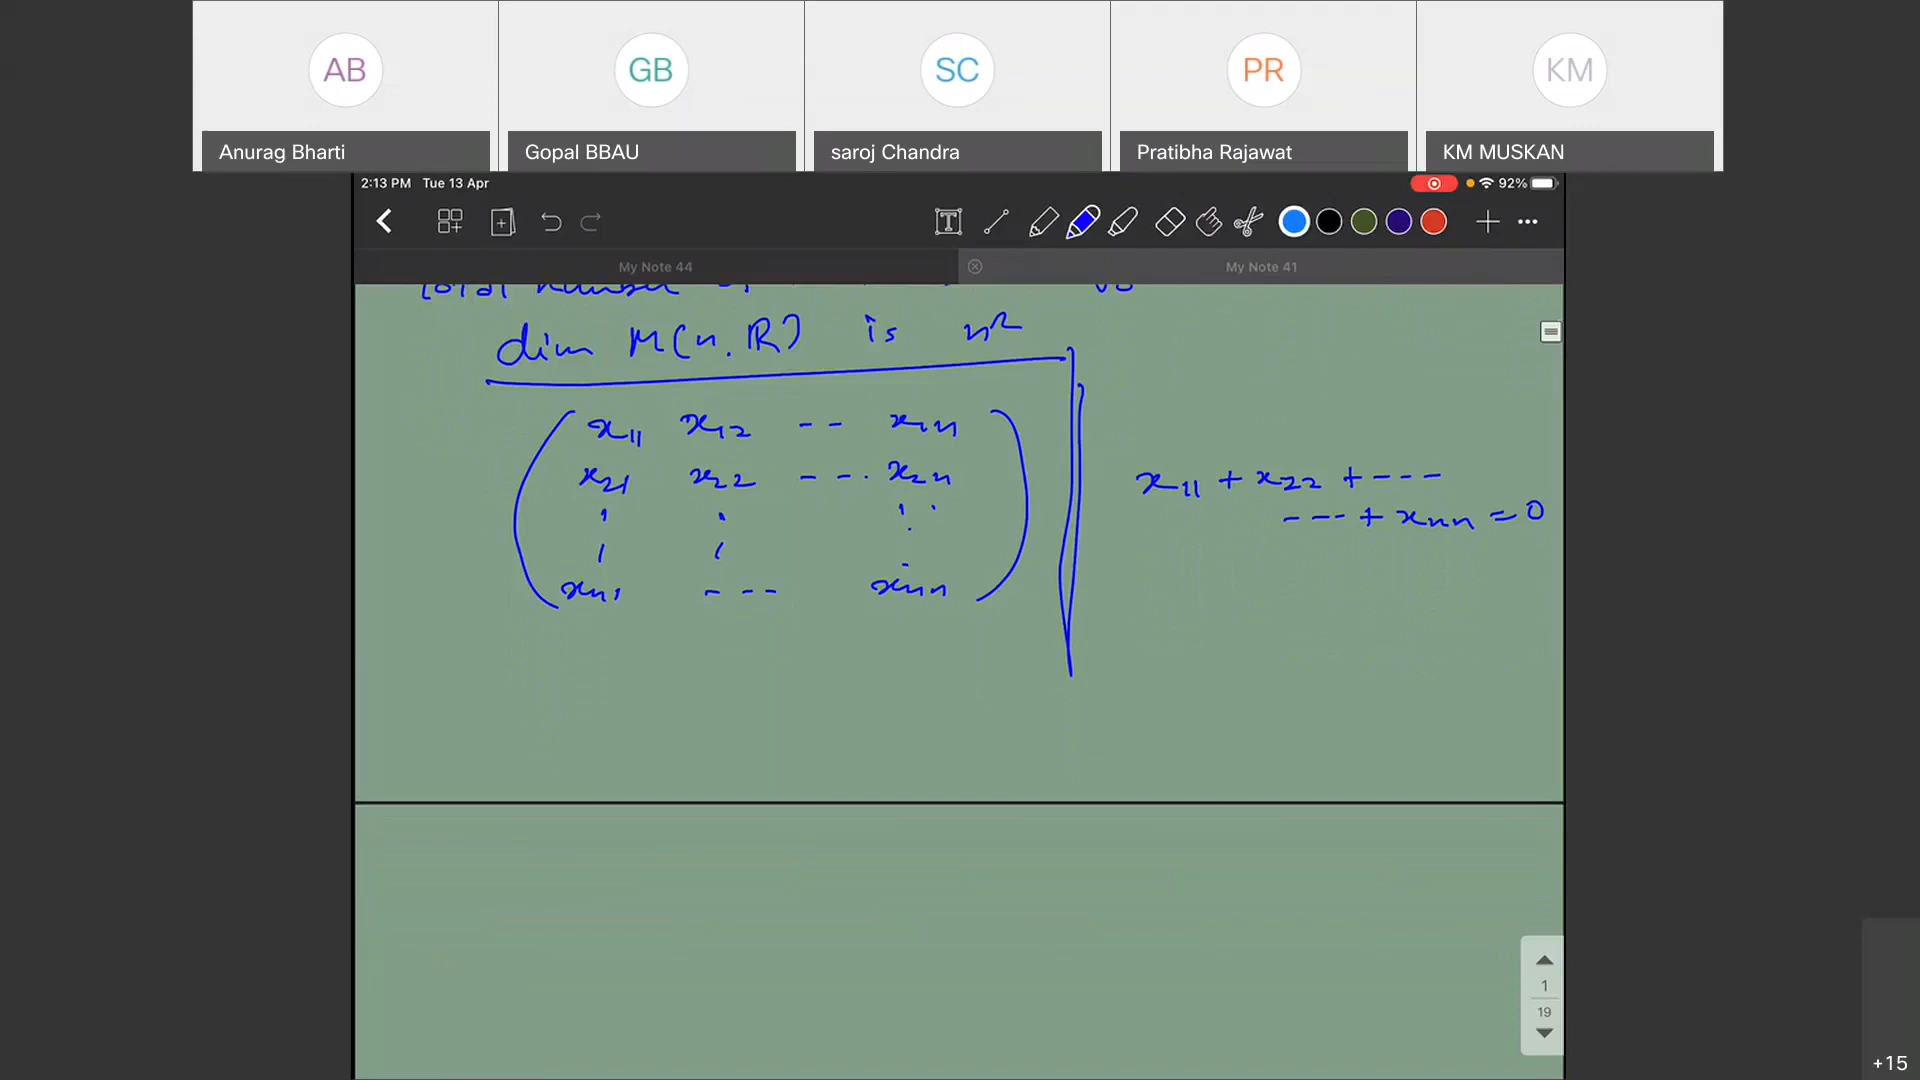 AB GB SC PR KM
Anurag Bharti Gopal BBAU saroj Chandra Pratibha Rajawat KM MUSKAN
2:13 PM Tue 13 Apr 92%
T
My Note 44 My Note 41
Total number
dim M(n, ℝ) is n²
x₁₁ x₁₂ -- x₁ₙ
x₂₁ x₂₂ --- x₂ₙ
xₙ₁ --- xₙₙ
x₁₁ + x₂₂ + ---
--- + xₙₙ = 0
1
19
+15